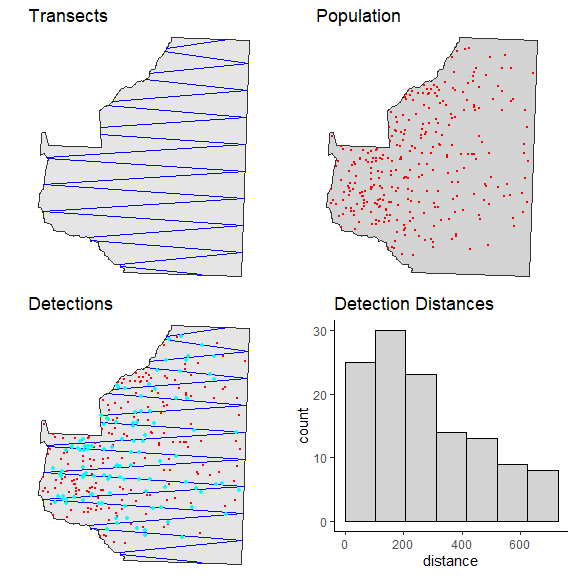 Transects
Population
Detections
Detection Distances
30
20
10
0
count
0
200
400
600
distance